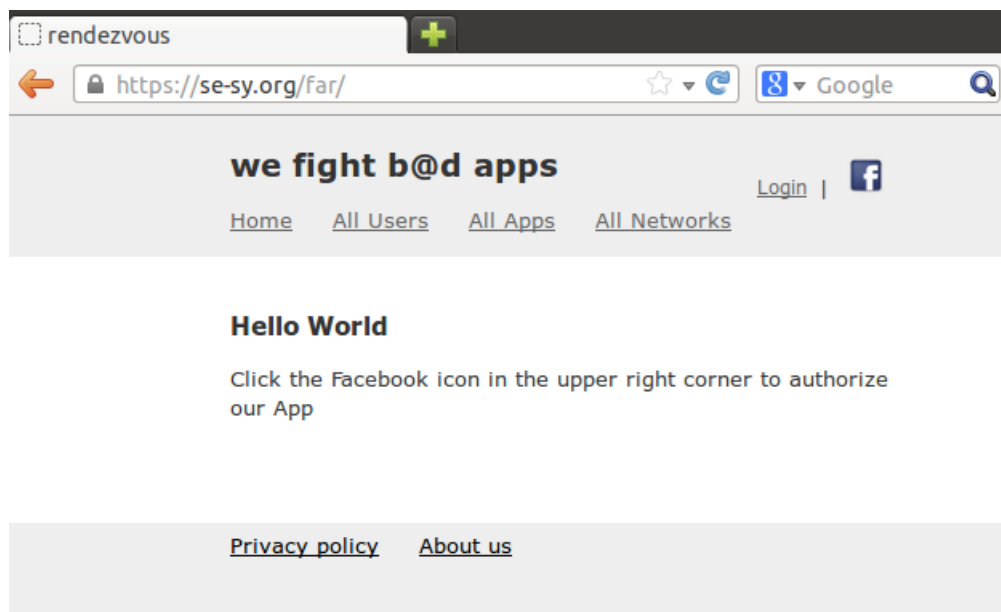 rendezvous
https://se-sy.org/far/
Google
we fight b@d apps
Login |
Home All Users All Apps All Networks
Hello World
Click the Facebook icon in the upper right corner to authorize
our App
Privacy policy About us